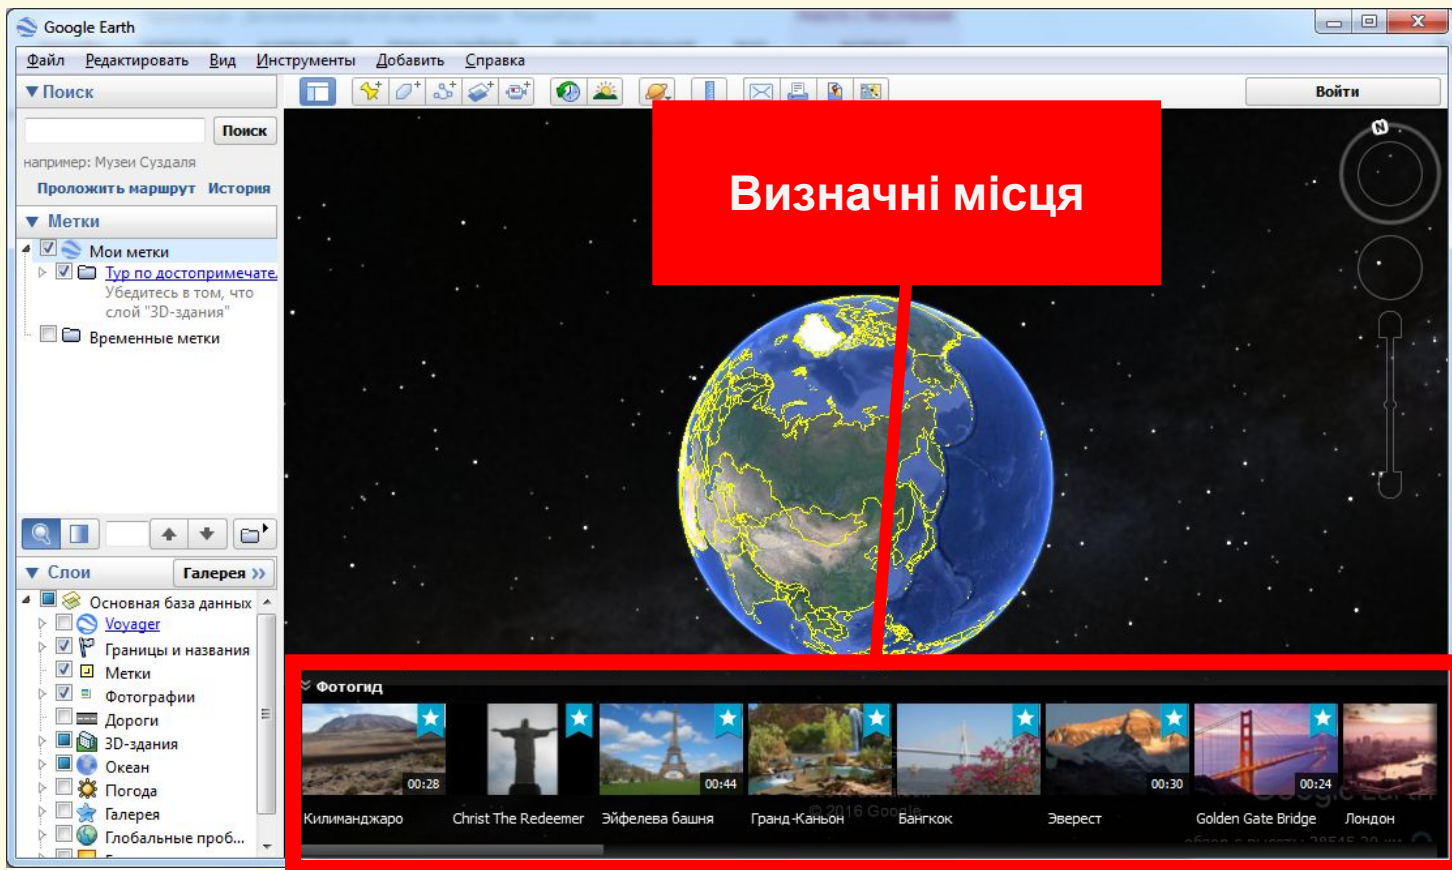 Google Earth
Файл Редактировать Вид Инструменты Добавить Справка
Поиск
Войти
Поиск
например: Музеи Суздаля
Проложить маршрут История
Метки
Мои метки
Тур по достопримечате
Убедитесь в том, что
слой "3D-здания"
Временные метки
Слои
Галерея >>
Основная база данных
Voyager
Границы и названия
Метки
Фотографии
Дороги
3D-здания
Океан
Погода
Галерея
Глобальные проб...
Визначні місця
N
Фотогид
00:28
00:44
00:30
00:24
Килиманджаро
Christ The Redeemer
Эйфелева башня
Гранд-Каньон
Бангкок
Эверест
Golden Gate Bridge
Лондон
© 2016 Google
Google Earth